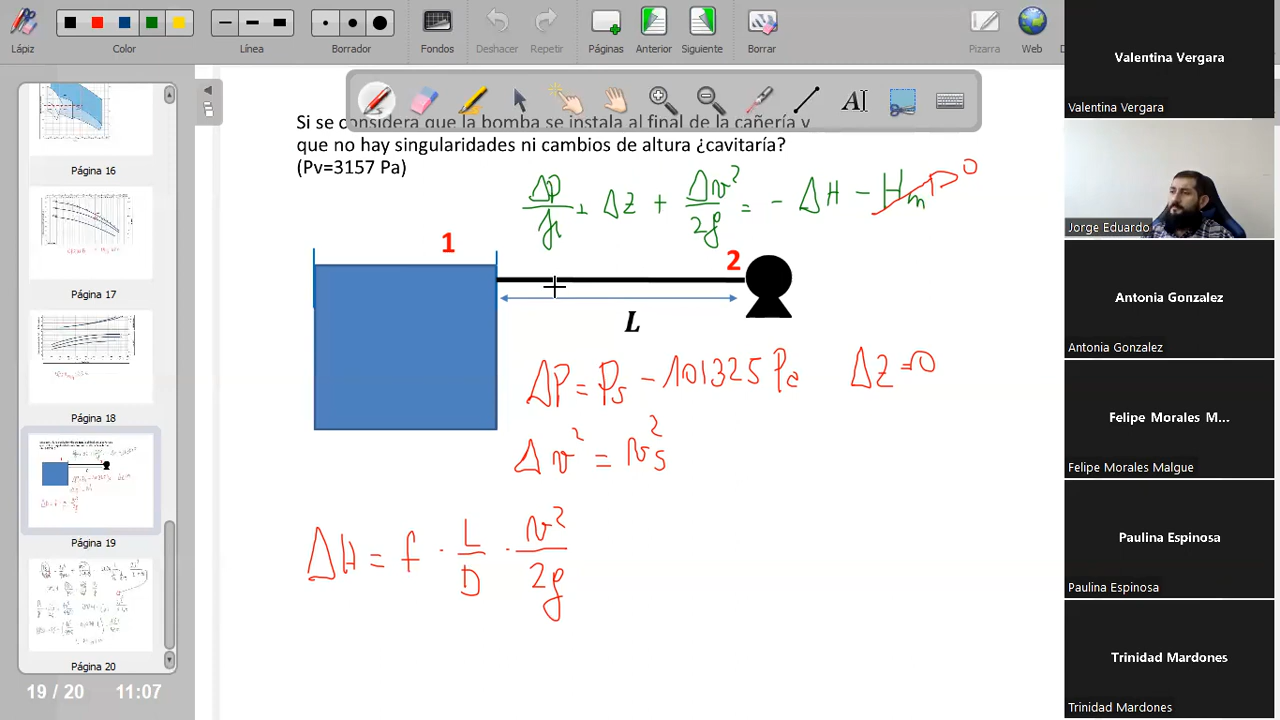 Lápiz
Color
Línea
Borrador
Fondos
Deshacer
Repetir
Páginas
Anterior
Siguiente
Borrar
Pizarra
Web
Página 16
Página 17
Página 18
Página 19
Página 20
19 / 20
11:07
Si se considera que la bomba se instala al final de la cañería y
que no hay singularidades ni cambios de altura ¿cavitaría?
(Pv=3157 Pa)
ΔP/γ + ΔZ + Δv²/2g = - ΔH - Hm 0
1
2
L
ΔP = Ps - 101325 Pa ΔZ = 0
Δv² = vs²
ΔH = f · L/D · v²/2g
Valentina Vergara
Valentina Vergara
Jorge Eduardo
Antonia Gonzalez
Antonia Gonzalez
Felipe Morales M...
Felipe Morales Malgue
Paulina Espinosa
Paulina Espinosa
Trinidad Mardones
Trinidad Mardones